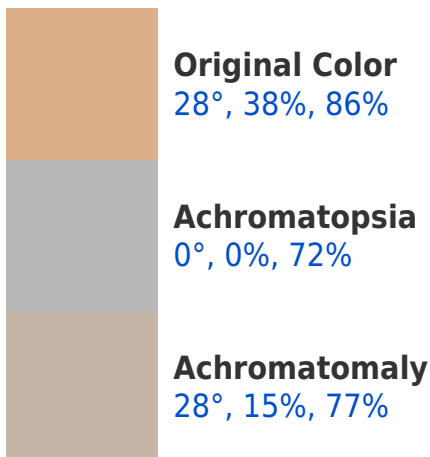 Original Color
28°, 38%, 86%
Achromatopsia
0°, 0%, 72%
Achromatomaly
28°, 15%, 77%